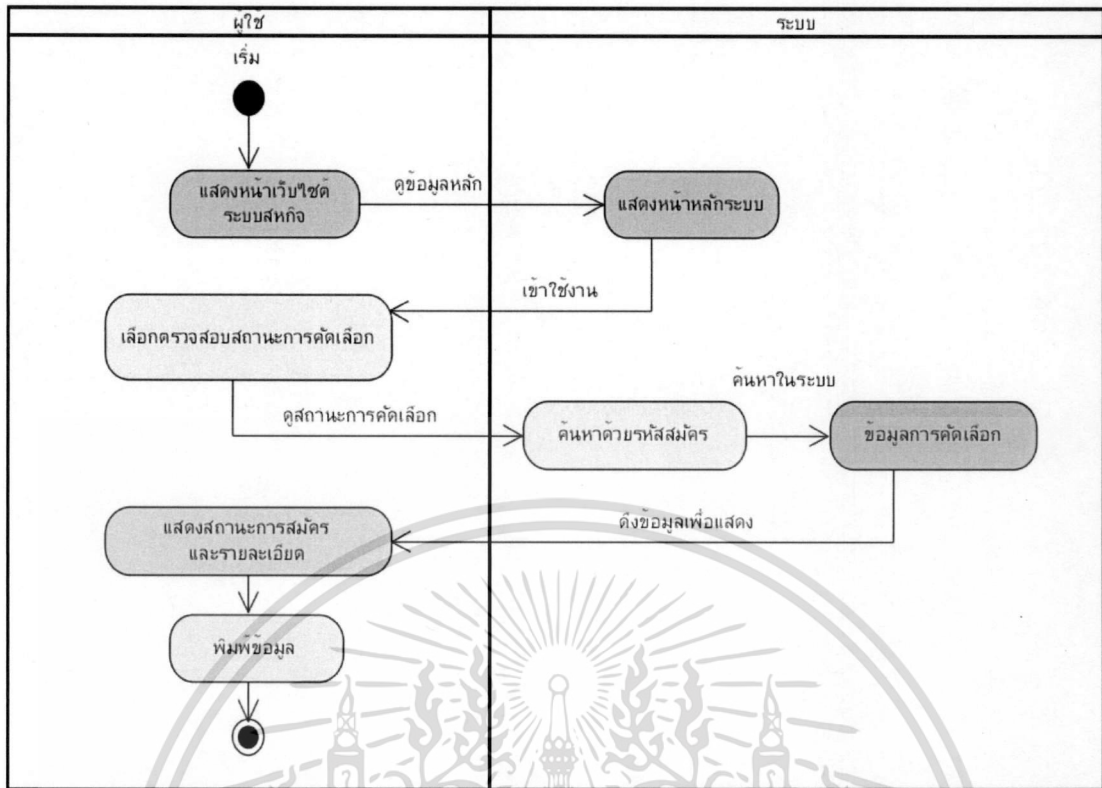 ผู้ใช้
ระบบ
เริ่ม
แสดงหน้าเว็บไซต์
ระบบสหกิจ
ดูข้อมูลหลัก
แสดงหน้าหลักระบบ
เข้าใช้งาน
เลือกตรวจสอบสถานะการคัดเลือก
ดูสถานะการคัดเลือก
ค้นหาด้วยรหัสสมัคร
ค้นหาในระบบ
ข้อมูลการคัดเลือก
ดึงข้อมูลเพื่อแสดง
แสดงสถานะการสมัคร
และรายละเอียด
พิมพ์ข้อมูล